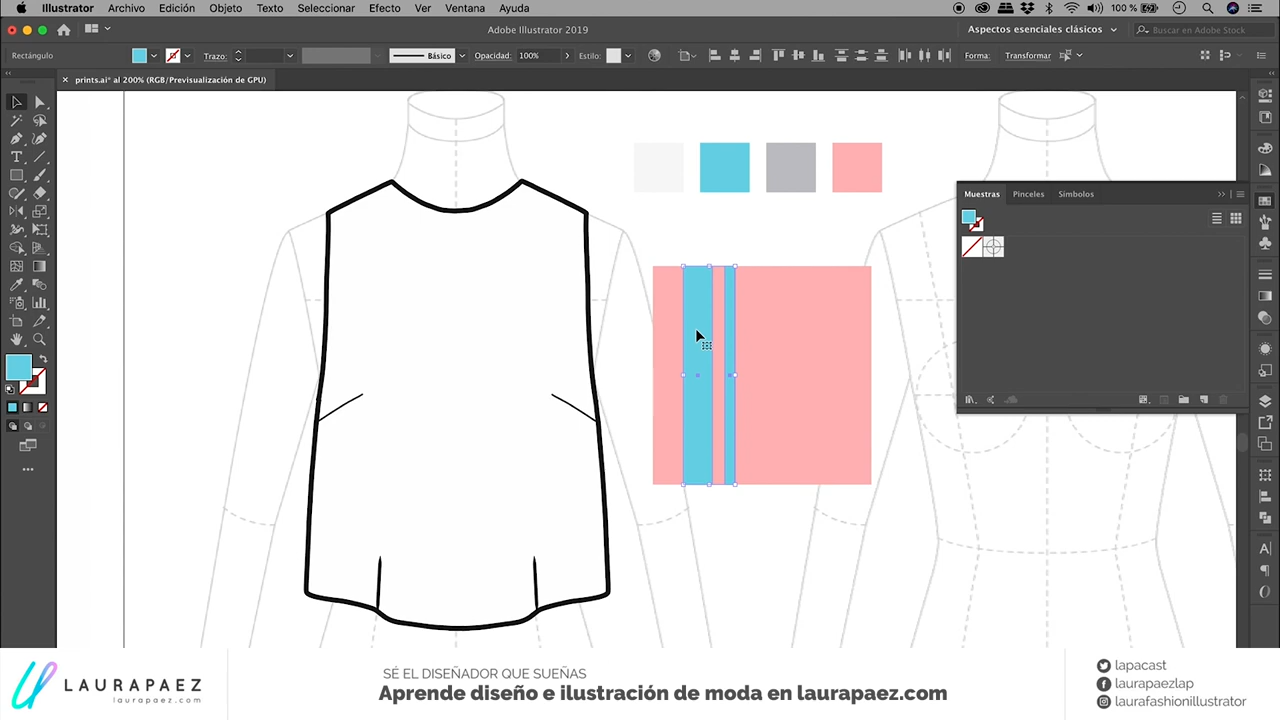 Illustrator Archivo Edición Objeto Texto Seleccionar Efecto Ver Ventana Ayuda 100 %
Adobe Illustrator 2019
Aspectos esenciales clásicos
Buscar en Adobe Stock
Rectángulo
Trazo:
Básico
Opacidad: 100%
Estilo:
Forma:
Transformar
prints.ai* al 200% (RGB/Previsualización de GPU)
Muestras Pinceles Símbolos
LAURAPAEZ
laurapaez.com
SÉ EL DISEÑADOR QUE SUEÑAS
Aprende diseño e ilustración de moda en laurapaez.com
lapacast
laurapaezlap
laurafashionillustrator